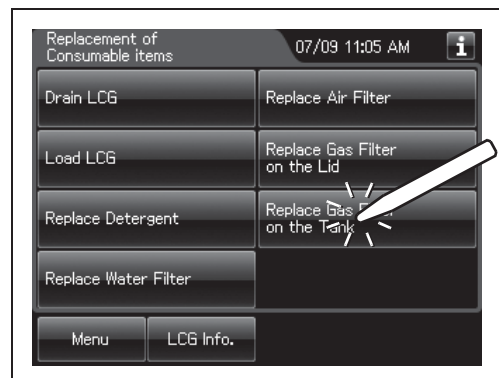 Replacement of
Consumable items
07/09 11:05 AM
i
Drain LCG
Replace Air Filter
Load LCG
Replace Gas Filter
on the Lid
Replace Detergent
Replace Gas Filter
on the Tank
Replace Water Filter
Menu
LCG Info.